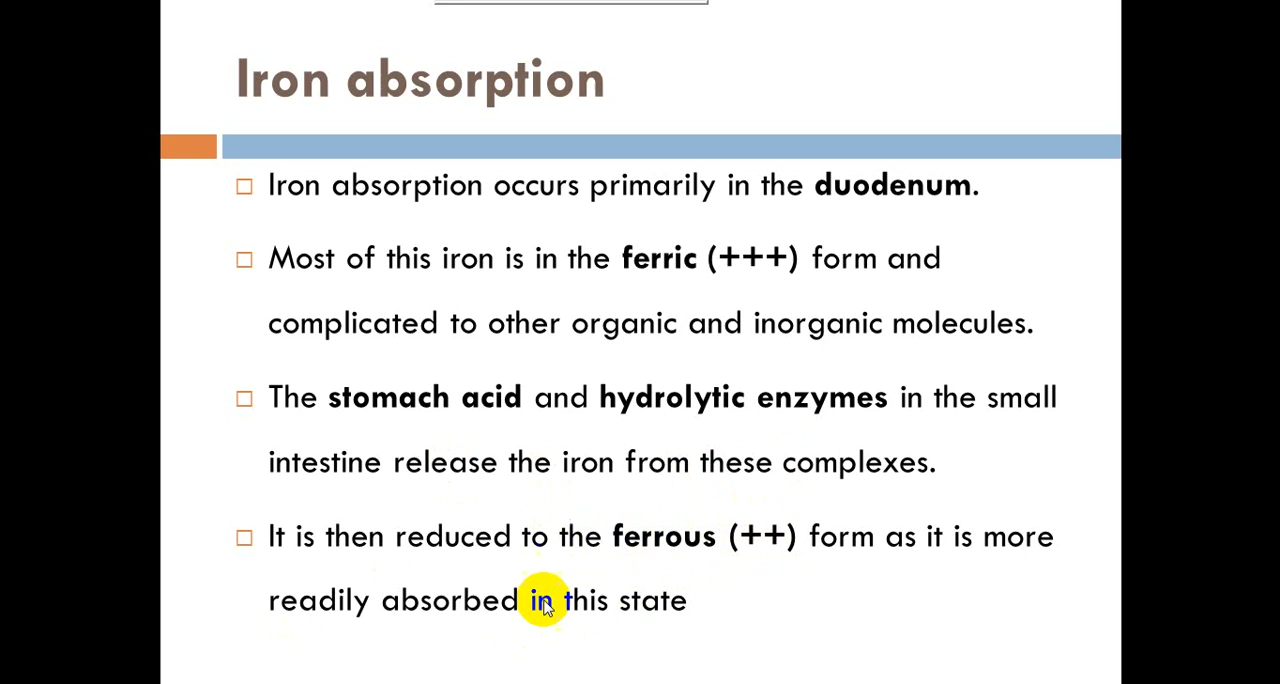 Iron absorption
Iron absorption occurs primarily in the duodenum.
Most of this iron is in the ferric (+++) form and
complicated to other organic and inorganic molecules.
The stomach acid and hydrolytic enzymes in the small
intestine release the iron from these complexes.
It is then reduced to the ferrous (++) form as it is more
readily absorbed in this state